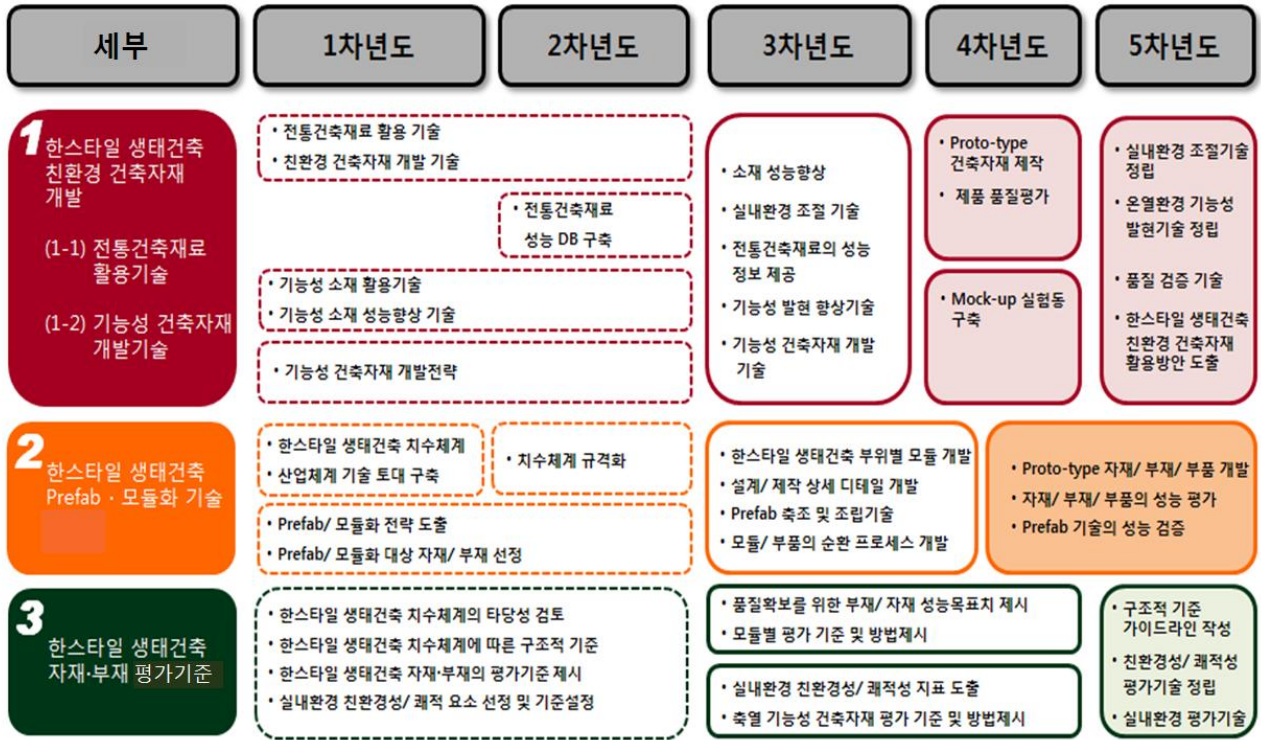 세부
1차년도
2차년도
3차년도
4차년도
5차년도
1 한스타일 생태건축
친환경 건축자재
개발
(1-1) 전통건축재료
활용기술
(1-2) 기능성 건축자재
개발기술
• 전통건축재료 활용 기술
• 친환경 건축자재 개발 기술
• 전통건축재료
성능 DB 구축
• 기능성 소재 활용기술
• 기능성 소재 성능향상 기술
• 기능성 건축자재 개발전략
• 소재 성능향상
• 실내환경 조절 기술
• 전통건축재료의 성능
정보 제공
• 기능성 발현 향상기술
• 기능성 건축자재 개발
기술
• Proto-type
건축자재 제작
• 제품 품질평가
• Mock-up 실험동
구축
• 실내환경 조절기술
정립
• 온열환경 기능성
발현기술 정립
• 품질 검증 기술
• 한스타일 생태건축
친환경 건축자재
활용방안 도출
2 한스타일 생태건축
Prefab · 모듈화 기술
• 한스타일 생태건축 치수체계
• 산업체계 기술 토대 구축
• 치수체계 규격화
• Prefab/ 모듈화 전략 도출
• Prefab/ 모듈화 대상 자재/ 부재 선정
• 한스타일 생태건축 부위별 모듈 개발
• 설계/ 제작 상세 디테일 개발
• Prefab 축조 및 조립기술
• 모듈/ 부품의 순환 프로세스 개발
• Proto-type 자재/ 부재/ 부품 개발
• 자재/ 부재/ 부품의 성능 평가
• Prefab 기술의 성능 검증
3 한스타일 생태건축
자재·부재 평가기준
• 한스타일 생태건축 치수체계의 타당성 검토
• 한스타일 생태건축 치수체계에 따른 구조적 기준
• 한스타일 생태건축 자재·부재의 평가기준 제시
• 실내환경 친환경성/ 쾌적 요소 선정 및 기준설정
• 품질확보를 위한 부재/ 자재 성능목표치 제시
• 모듈별 평가 기준 및 방법제시
• 실내환경 친환경성/ 쾌적성 지표 도출
• 축열 기능성 건축자재 평가 기준 및 방법제시
• 구조적 기준
가이드라인 작성
• 친환경성/ 쾌적성
평가기술 정립
• 실내환경 평가기술